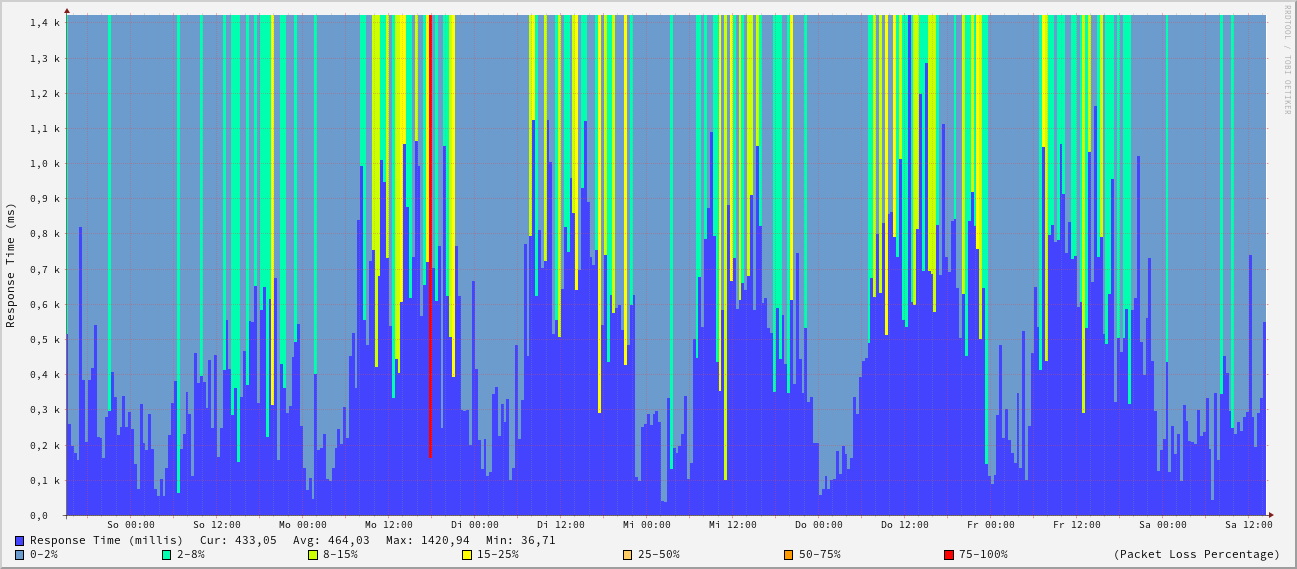 RRDTOOL / TOBI OETIKER
Response Time (ms)
1,4 k
1,3 k
1,2 k
1,1 k
1,0 k
0,9 k
0,8 k
0,7 k
0,6 k
0,5 k
0,4 k
0,3 k
0,2 k
0,1 k
0,0
So 00:00 So 12:00 Mo 00:00 Mo 12:00 Di 00:00 Di 12:00 Mi 00:00 Mi 12:00 Do 00:00 Do 12:00 Fr 00:00 Fr 12:00 Sa 00:00 Sa 12:00
Response Time (millis) Cur: 433,05 Avg: 464,03 Max: 1420,94 Min: 36,71
0-2% 2-8% 8-15% 15-25% 25-50% 50-75% 75-100% (Packet Loss Percentage)